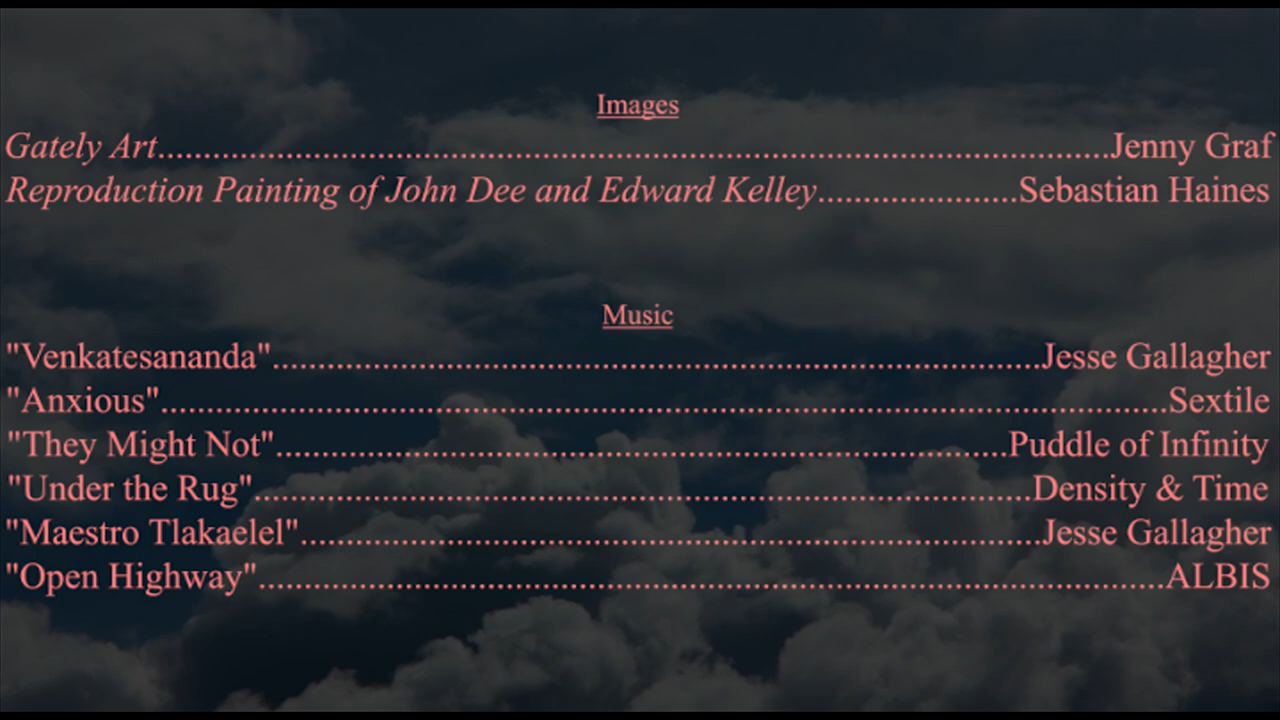 Images
Gately Art..........................................................................................................Jenny Graf
Reproduction Painting of John Dee and Edward Kelley......................Sebastian Haines
Music
"Venkatesananda".....................................................................................Jesse Gallagher
"Anxious"...............................................................................................................Sextile
"They Might Not".................................................................................Puddle of Infinity
"Under the Rug"......................................................................................Density & Time
"Maestro Tlakaelel"..................................................................................Jesse Gallagher
"Open Highway"....................................................................................................ALBIS